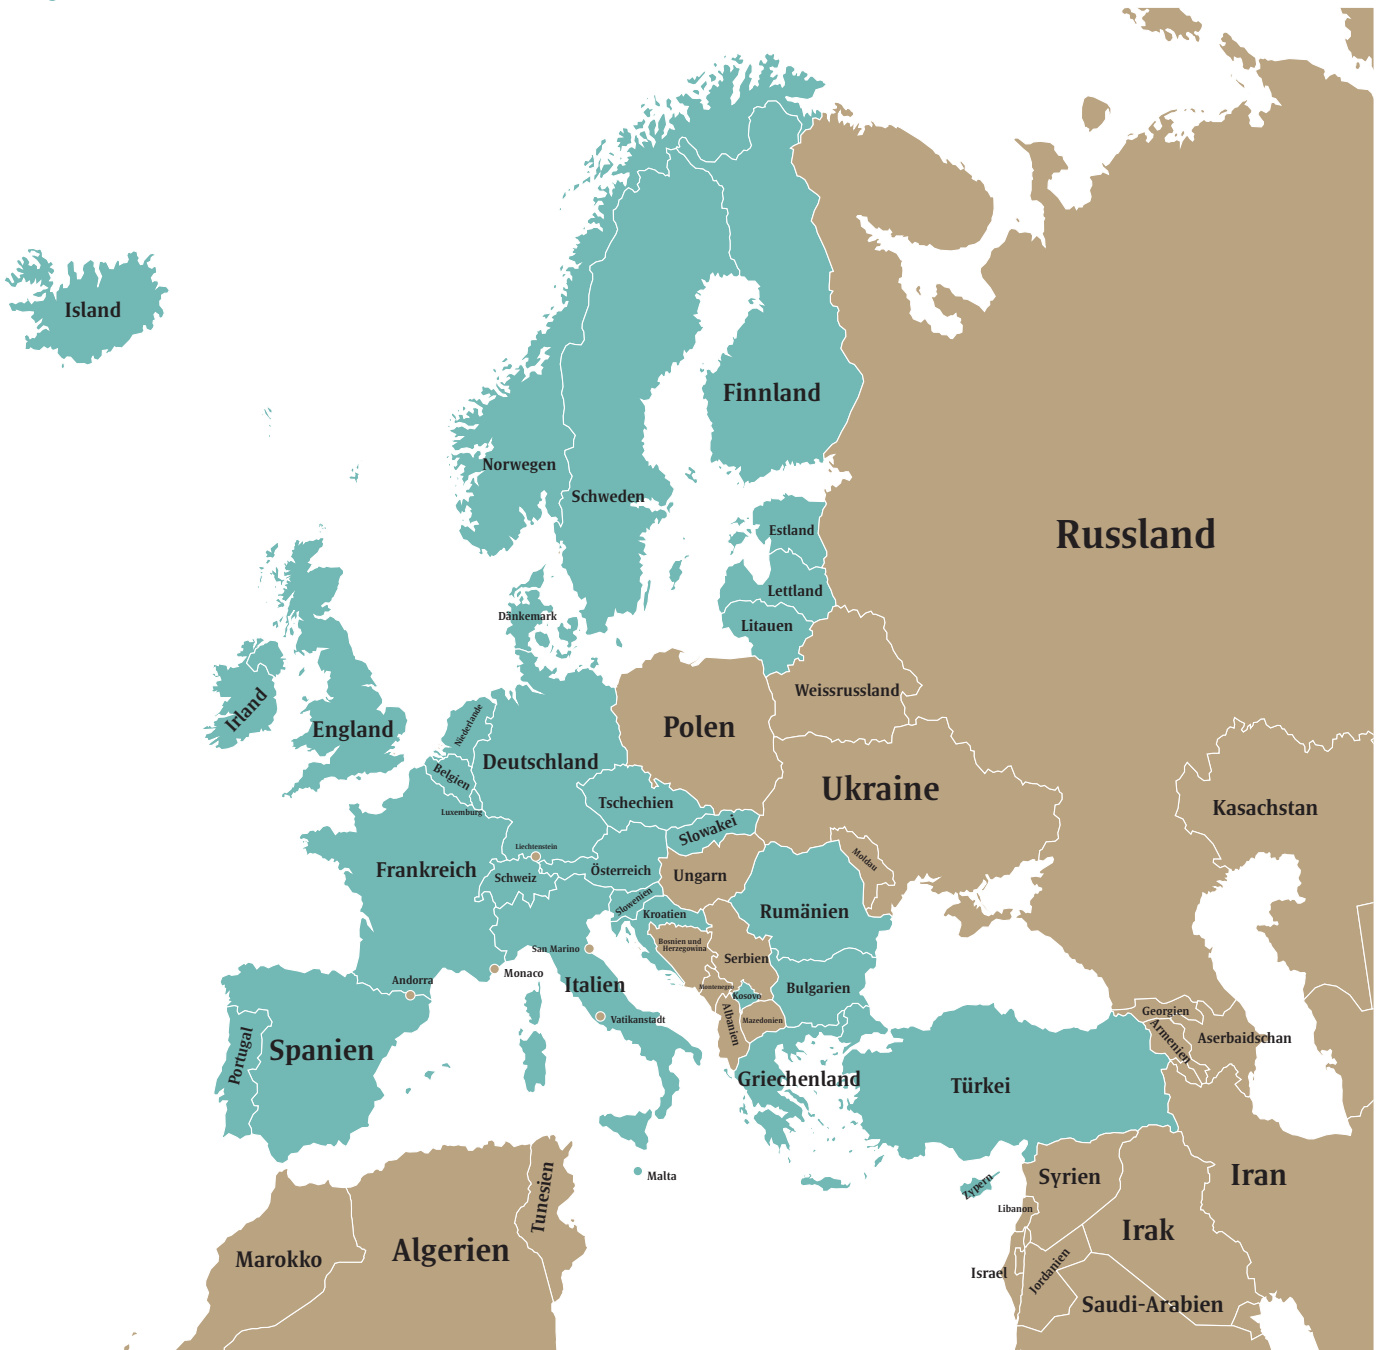 Island
Finnland
Norwegen
Schweden
Estland
Russland
Lettland
Dänkemark
Litauen
Weissrussland
Irland
England
Niederlande
Polen
Deutschland
Belgien
Ukraine
Tschechien
Kasachstan
Luxemburg
Slowakei
Liechtenstein
Moldau
Frankreich
Schweiz
Österreich
Ungarn
Slowenien
Kroatien
Rumänien
San Marino
Bosnien und
Herzegowina
Serbien
Andorra
Monaco
Italien
Montenegro
Kosovo
Bulgarien
Vatikanstadt
Albanien
Mazedonien
Georgien
Armenien
Aserbaidschan
Portugal
Spanien
Griechenland
Türkei
Malta
Zypern
Syrien
Iran
Tunesien
Libanon
Irak
Marokko
Algerien
Israel
Jordanien
Saudi-Arabien